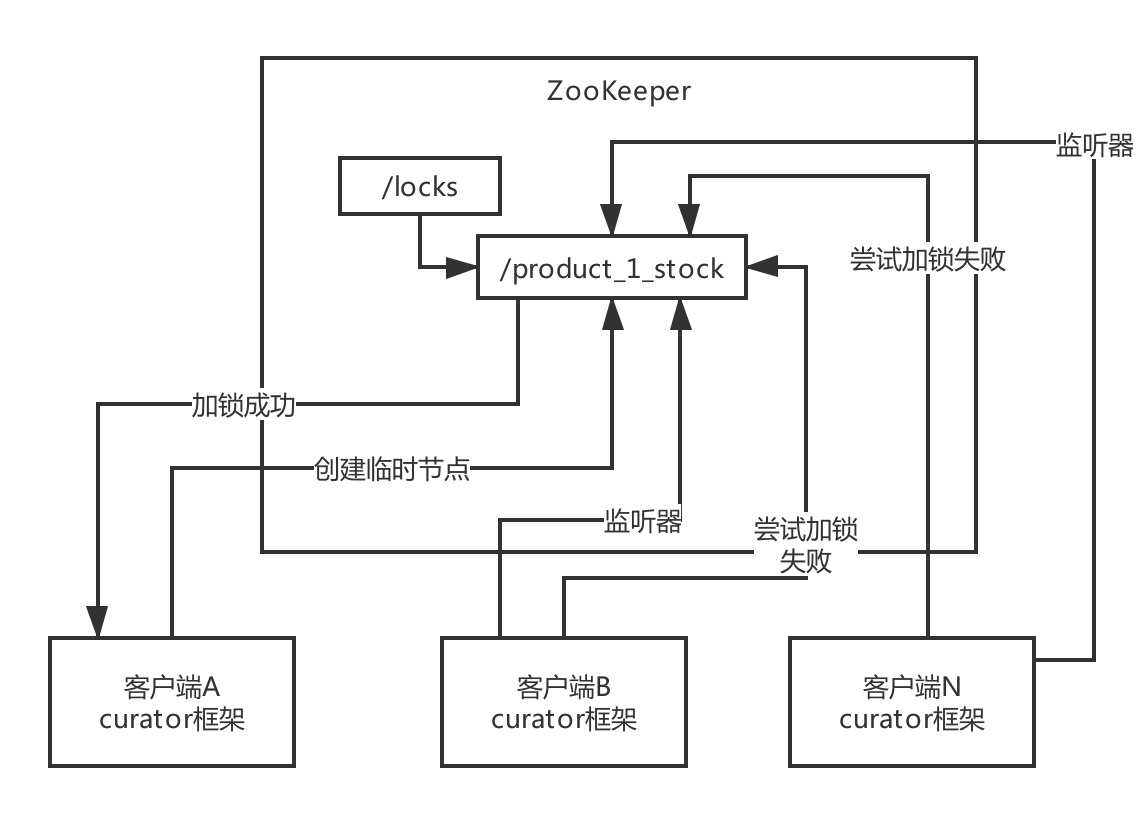 ZooKeeper
监听器
/locks
/product_1_stock
尝试加锁失败
加锁成功
创建临时节点
监听器
尝试加锁
失败
客户端A
curator框架
客户端B
curator框架
客户端N
curator框架